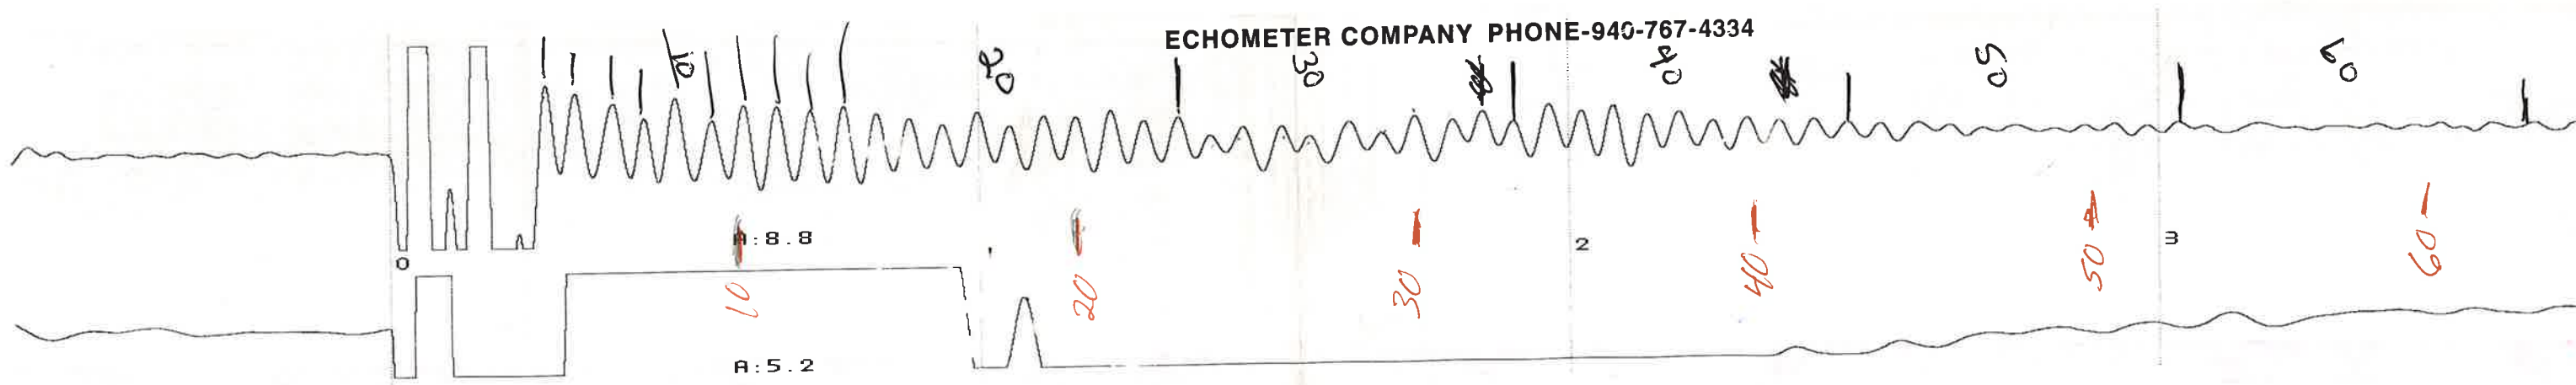 ECHOMETER COMPANY PHONE-940-767-4334
10 20 30 40 50 60
A:8.8
0 2 3
10 20 30 40 50 60
A:5.2